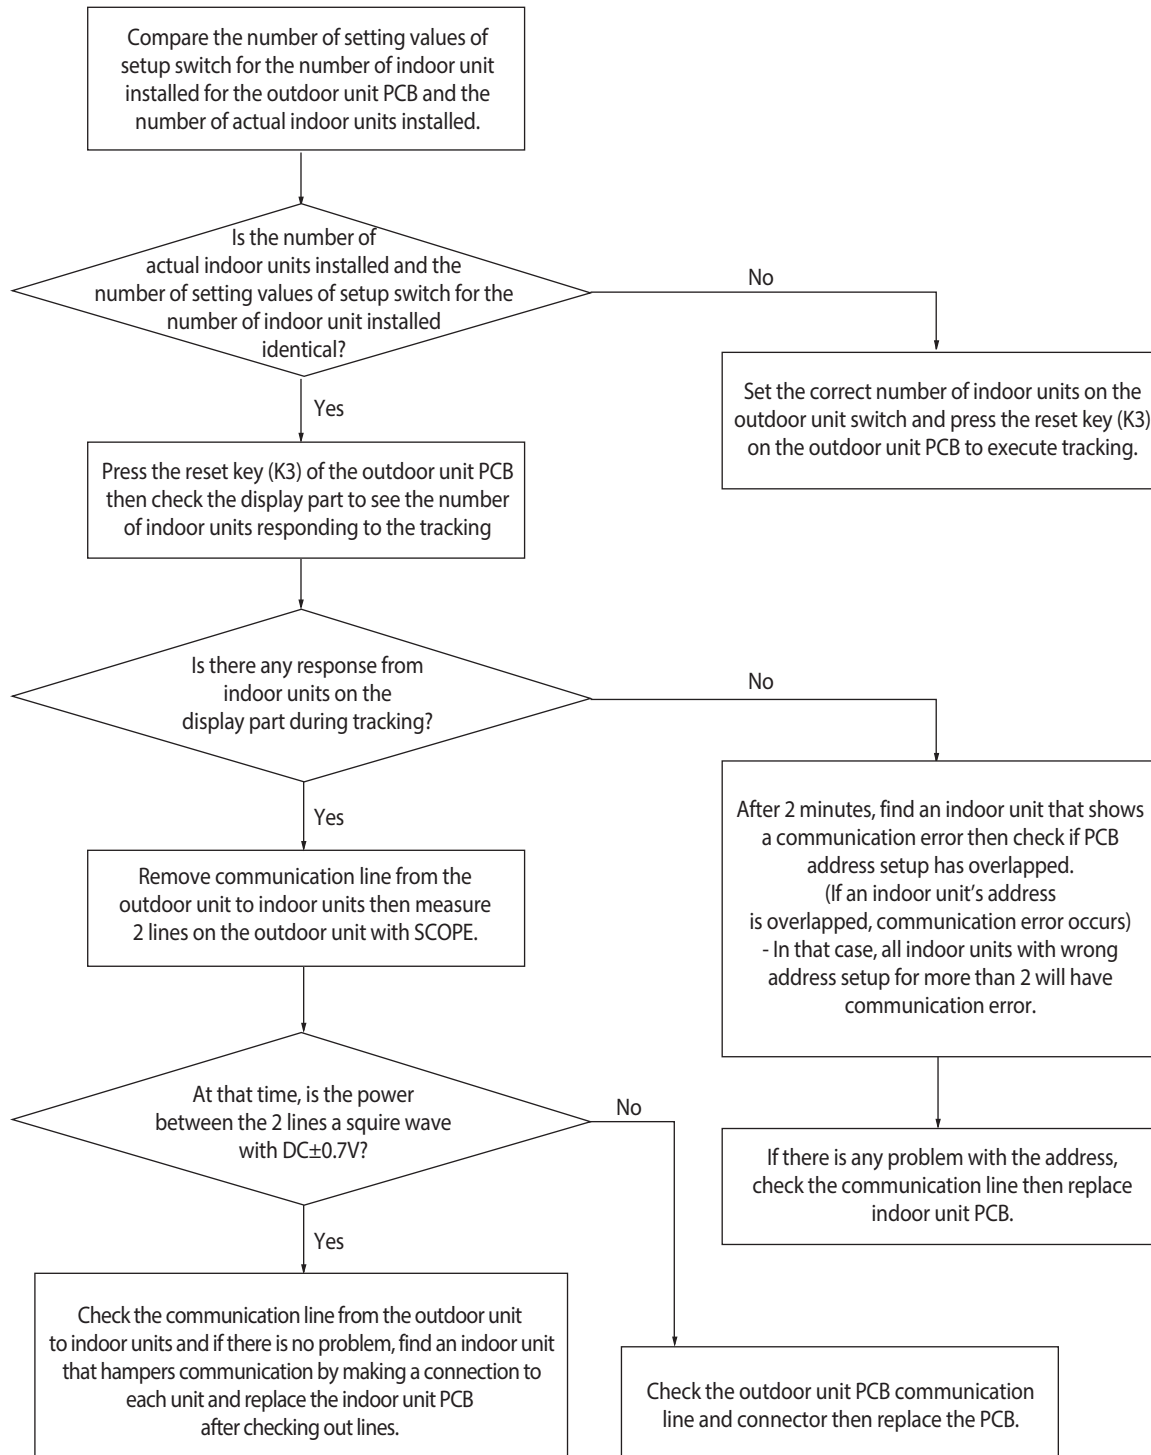 Compare the number of setting values of
setup switch for the number of indoor unit
installed for the outdoor unit PCB and the
number of actual indoor units installed.
Is the number of
actual indoor units installed and the
number of setting values of setup switch for the
number of indoor unit installed
identical?
No
Set the correct number of indoor units on the
outdoor unit switch and press the reset key (K3)
on the outdoor unit PCB to execute tracking.
Yes
Press the reset key (K3) of the outdoor unit PCB
then check the display part to see the number
of indoor units responding to the tracking
Is there any response from
indoor units on the
display part during tracking?
No
After 2 minutes, find an indoor unit that shows
a communication error then check if PCB
address setup has overlapped.
(If an indoor unit's address
is overlapped, communication error occurs)
- In that case, all indoor units with wrong
address setup for more than 2 will have
communication error.
If there is any problem with the address,
check the communication line then replace
indoor unit PCB.
Yes
Remove communication line from the
outdoor unit to indoor units then measure
2 lines on the outdoor unit with SCOPE.
At that time, is the power
between the 2 lines a squire wave
with DC±0.7V?
No
Check the outdoor unit PCB communication
line and connector then replace the PCB.
Yes
Check the communication line from the outdoor unit
to indoor units and if there is no problem, find an indoor unit
that hampers communication by making a connection to
each unit and replace the indoor unit PCB
after checking out lines.